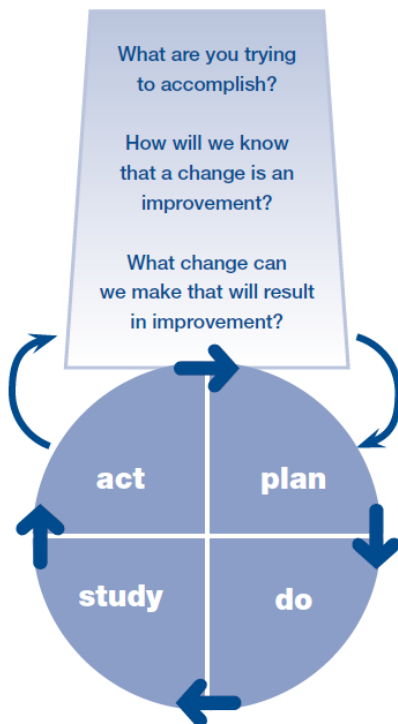 What are you trying
to accomplish?
How will we know
that a change is an
improvement?
What change can
we make that will result
in improvement?
act
plan
study
do